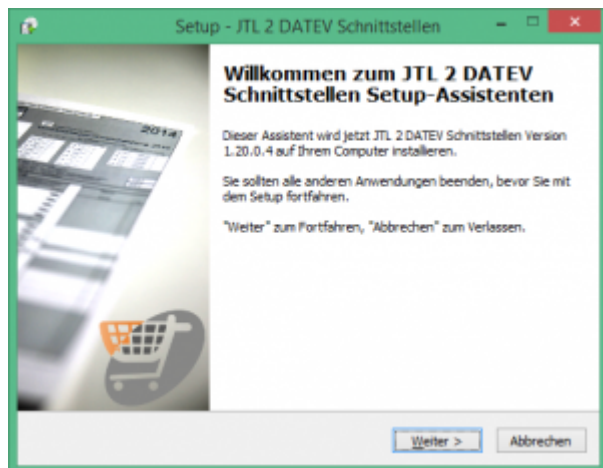 Setup - JTL 2 DATEV Schnittstellen
Willkommen zum JTL 2 DATEV
Schnittstellen Setup-Assistenten
2014
Dieser Assistent wird jetzt JTL 2 DATEV Schnittstellen Version
1.20.0.4 auf Ihrem Computer installieren.
Sie sollten alle anderen Anwendungen beenden, bevor Sie mit
dem Setup fortfahren.
"Weiter" zum Fortfahren, "Abbrechen" zum Verlassen.
Weiter >
Abbrechen